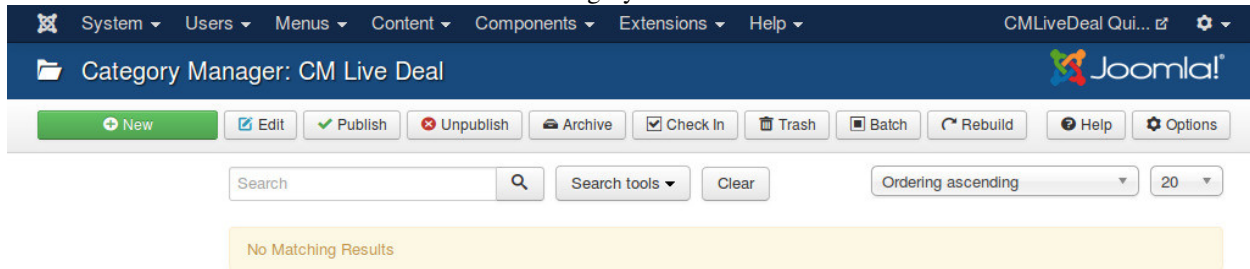 System Users Menus Content Components Extensions Help CMLiveDeal Qui...
Category Manager: CM Live Deal Joomla!
New Edit Publish Unpublish Archive Check In Trash Batch Rebuild Help Options
Search Search tools Clear Ordering ascending 20
No Matching Results